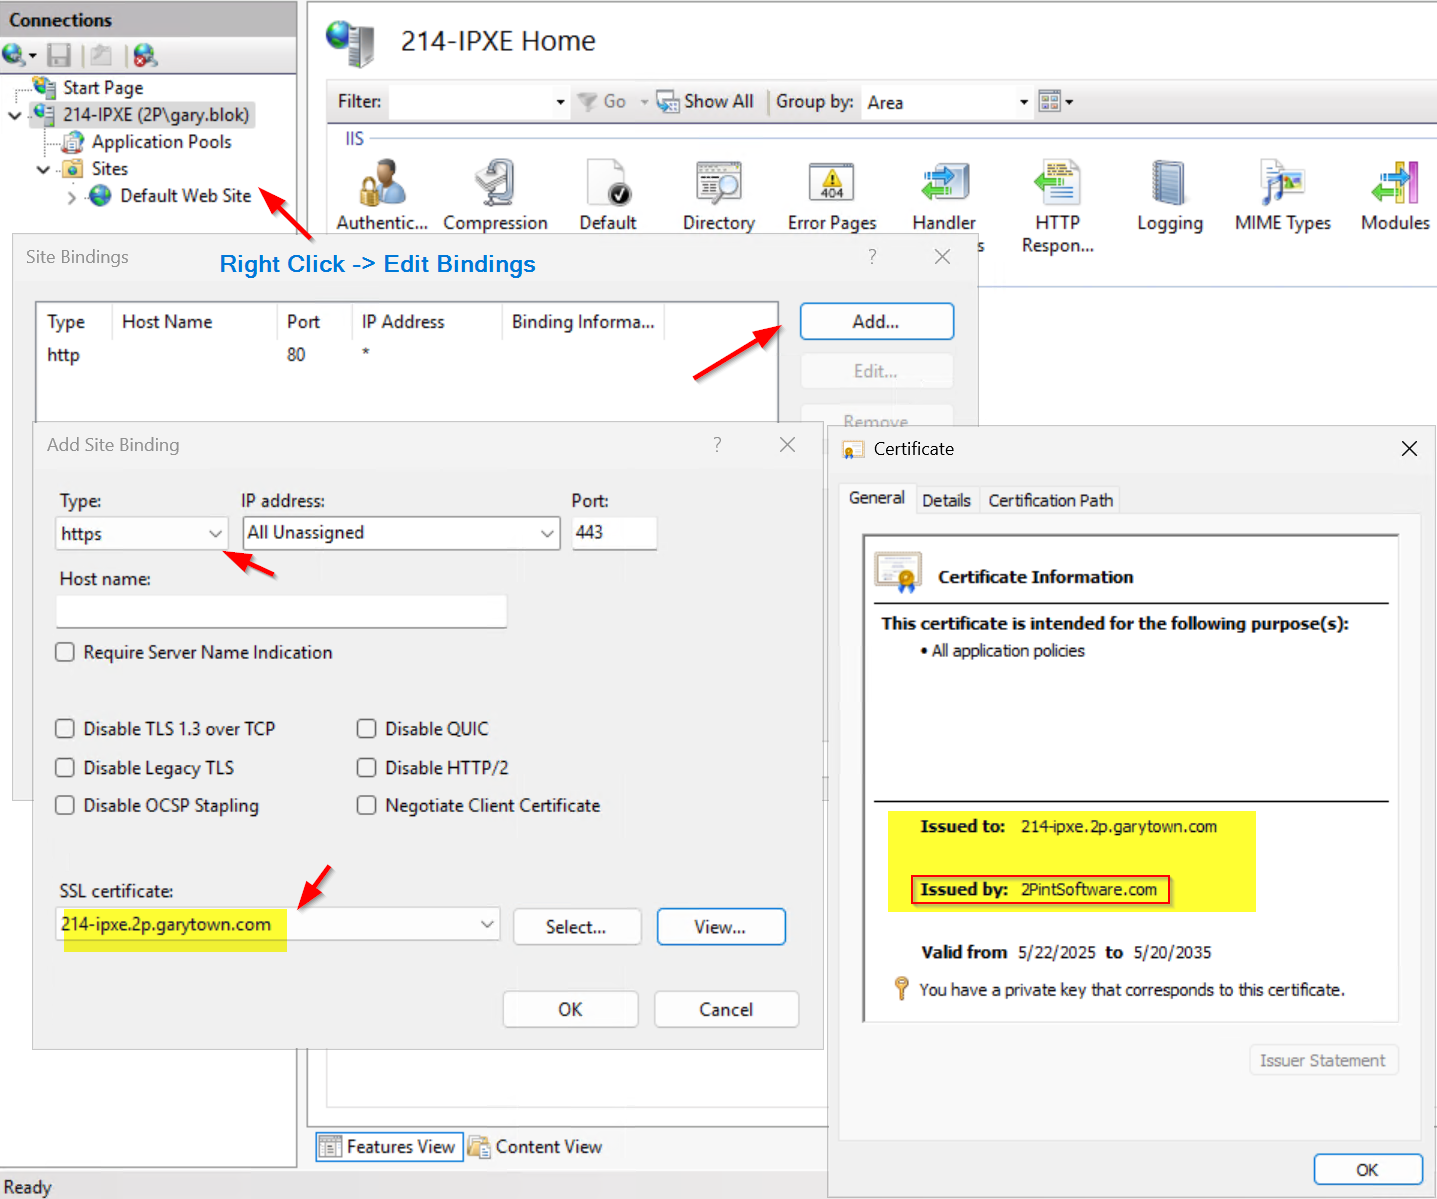 Connections
Start Page
214-IPXE (2P\gary.blok)
Application Pools
Sites
Default Web Site
214-IPXE Home
Filter:
Go
Show All
Group by:
Area
IIS
Authentic...
Compression
Default
Directory
Error Pages
404
Handler
HTTP
Respon...
Logging
MIME Types
Modules
Right Click -> Edit Bindings
Site Bindings
?
Type Host Name Port IP Address Binding Informa...
http 80 *
Add...
Edit...
Remove
Add Site Binding
?
Type:
IP address:
Port:
https
All Unassigned
443
Host name:
Require Server Name Indication
Disable TLS 1.3 over TCP
Disable QUIC
Disable Legacy TLS
Disable HTTP/2
Disable OCSP Stapling
Negotiate Client Certificate
SSL certificate:
214-ipxe.2p.garytown.com
Select...
View...
OK
Cancel
Certificate
General
Details
Certification Path
Certificate Information
This certificate is intended for the following purpose(s):
• All application policies
Issued to: 214-ipxe.2p.garytown.com
Issued by: 2PintSoftware.com
Valid from 5/22/2025 to 5/20/2035
You have a private key that corresponds to this certificate.
Issuer Statement
OK
Features View
Content View
Ready